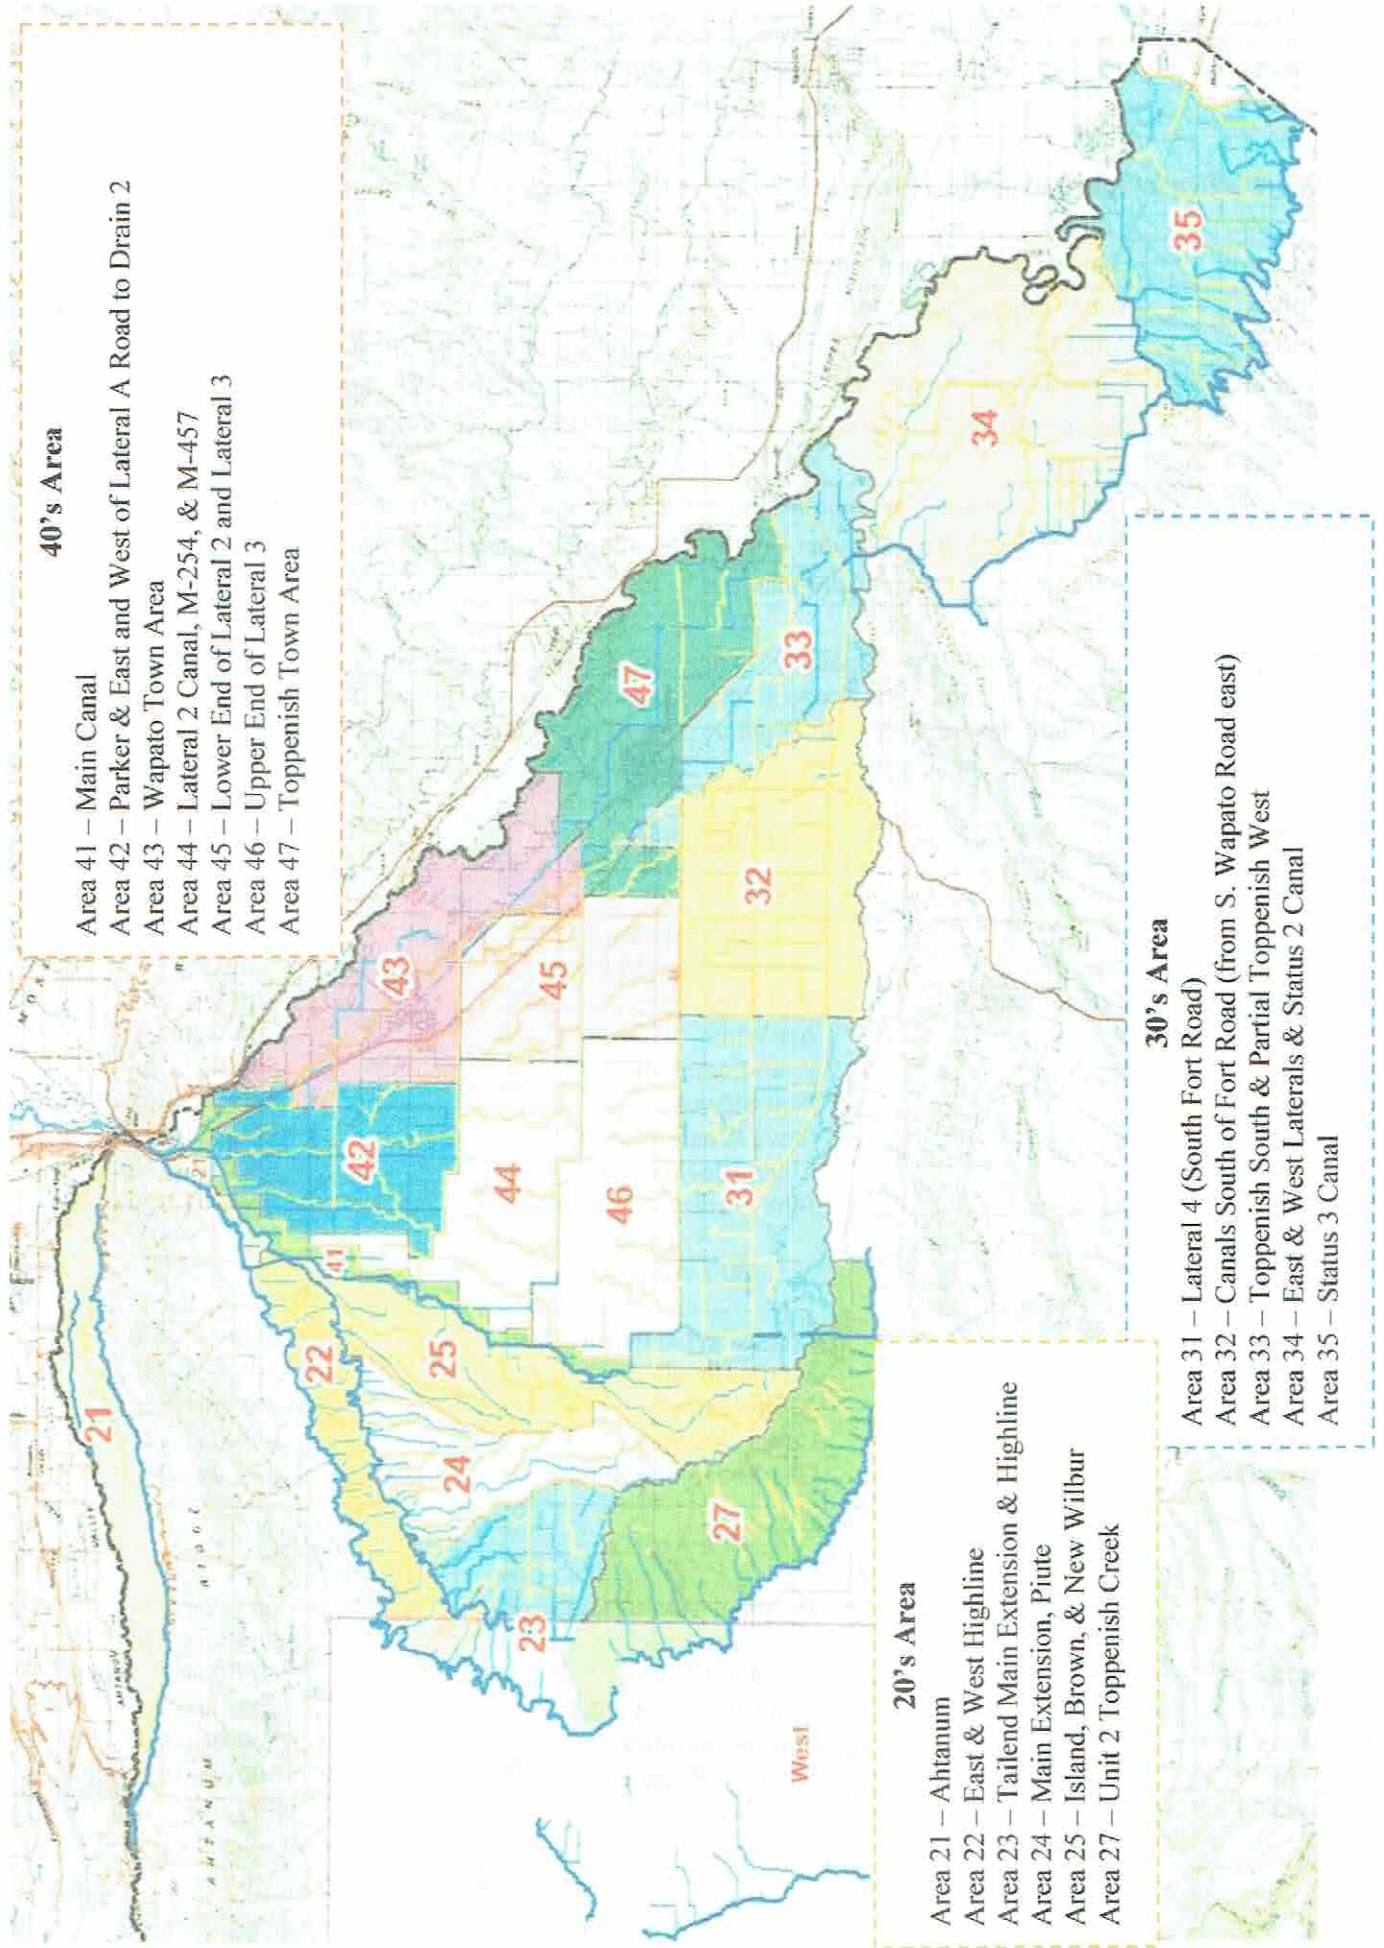 40's Area
Area 41 – Main Canal
Area 42 – Parker & East and West of Lateral A Road to Drain 2
Area 43 – Wapato Town Area
Area 44 – Lateral 2 Canal, M-254, & M-457
Area 45 – Lower End of Lateral 2 and Lateral 3
Area 46 – Upper End of Lateral 3
Area 47 – Toppenish Town Area
21
21
22
41
42
43
25
24
44
45
47
23
46
27
31
32
33
34
35
West
VALLEY
AHTANUM
RIDGE
AHTANUM
20's Area
Area 21 – Ahtanum
Area 22 – East & West Highline
Area 23 – Tailend Main Extension & Highline
Area 24 – Main Extension, Piute
Area 25 – Island, Brown, & New Wilbur
Area 27 – Unit 2 Toppenish Creek
30's Area
Area 31 – Lateral 4 (South Fort Road)
Area 32 – Canals South of Fort Road (from S. Wapato Road east)
Area 33 – Toppenish South & Partial Toppenish West
Area 34 – East & West Laterals & Status 2 Canal
Area 35 – Status 3 Canal